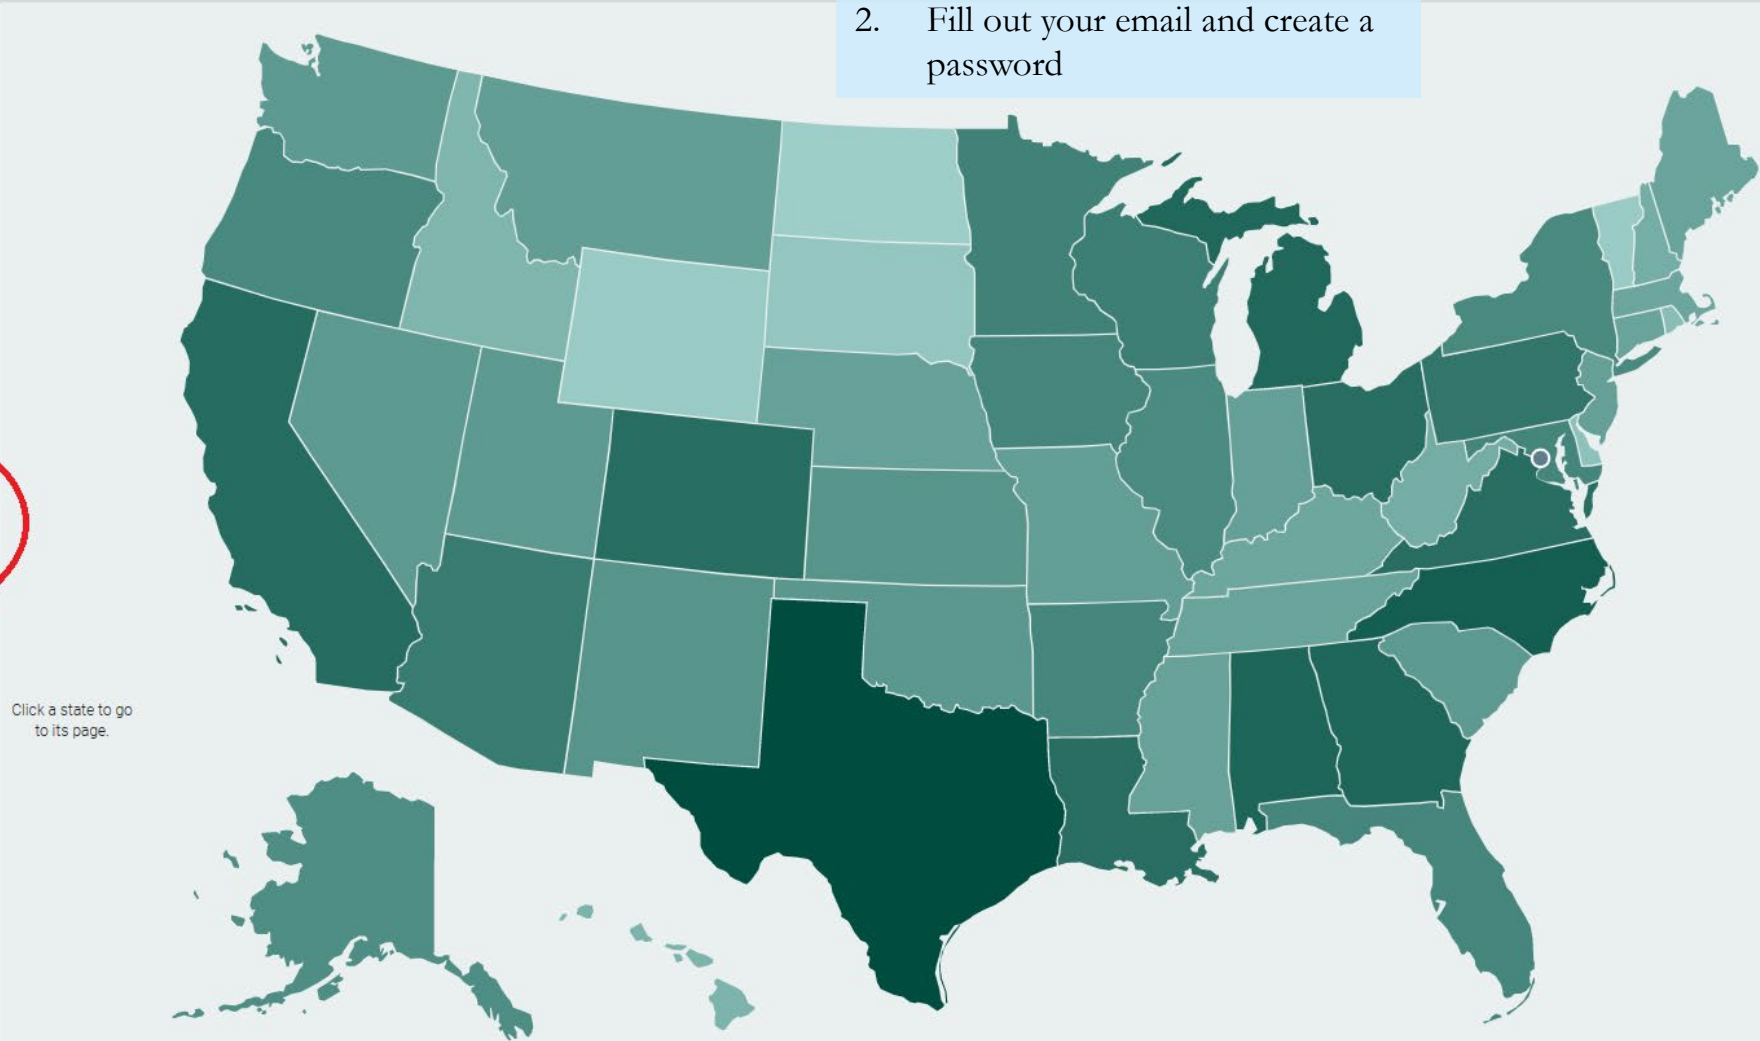 2. Fill out your email and create a
password
Click a state to go
to its page.